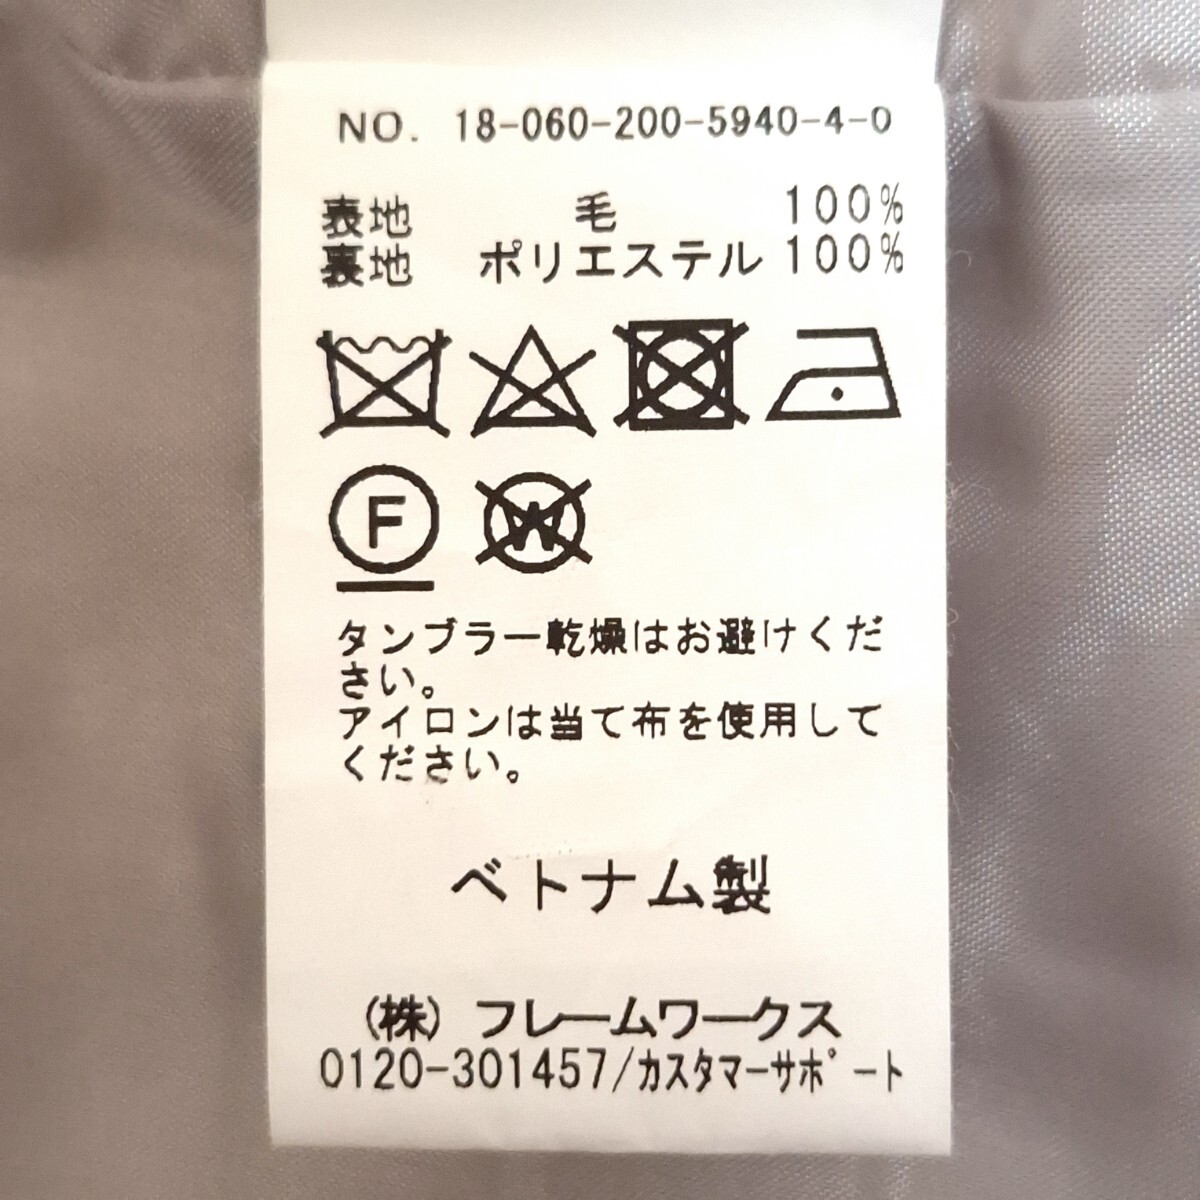 NO. 18-060-200-5940-4-0
表地 毛 100%
裏地 ポリエステル 100%
F
W
タンブラー乾燥はお避けくだ
さい。
アイロンは当て布を使用して
ください。
ベトナム製
(株) フレームワークス
0120-301457/カスタマーサポート